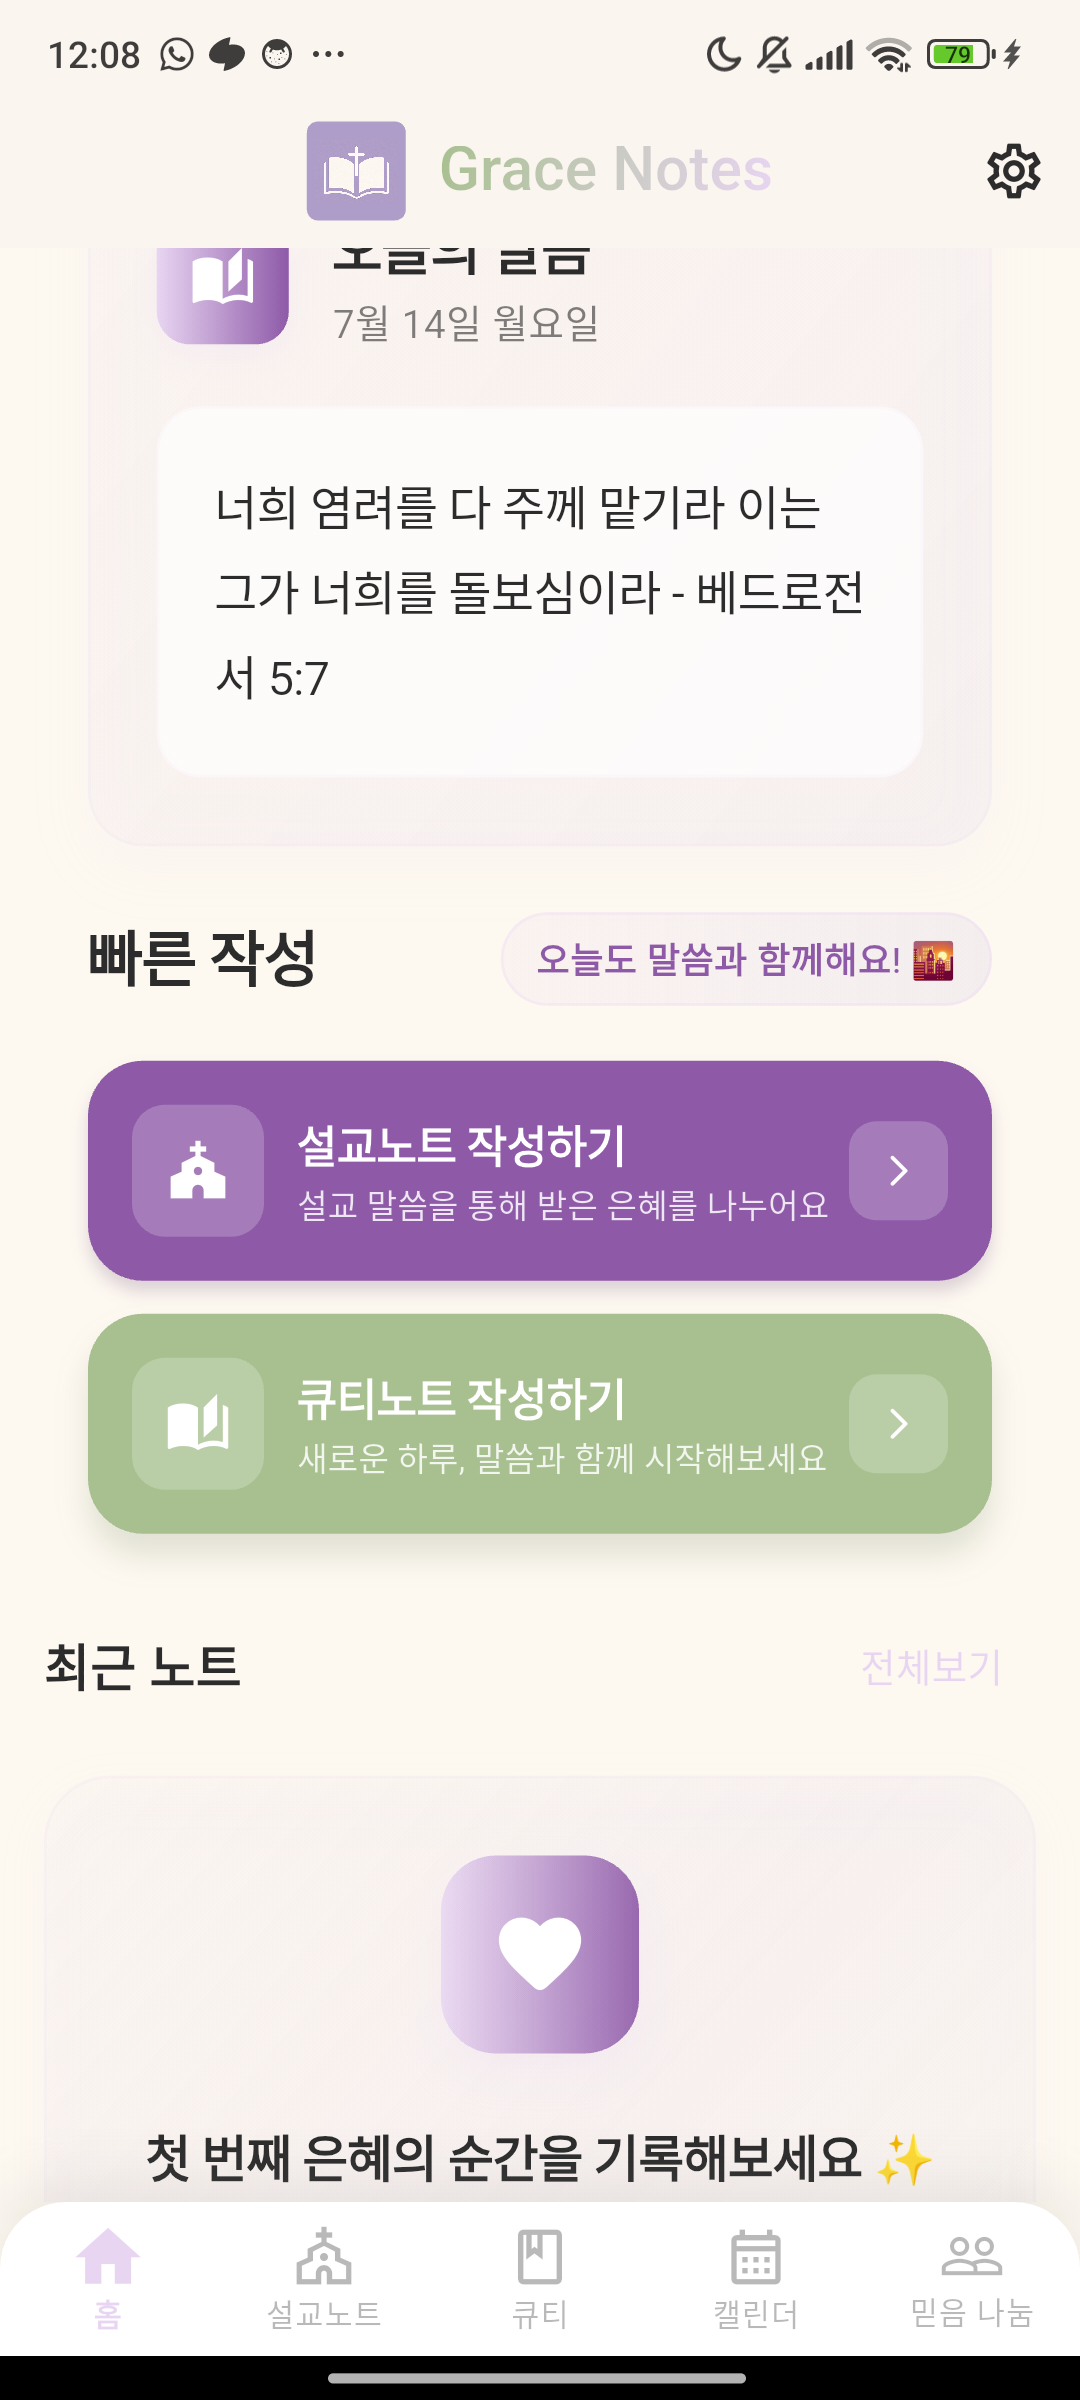 12:08
79
Grace Notes
오늘의 말씀
7월 14일 월요일
너희 염려를 다 주께 맡기라 이는
그가 너희를 돌보심이라 - 베드로전
서 5:7
빠른 작성
오늘도 말씀과 함께해요! 🌇
설교노트 작성하기
설교 말씀을 통해 받은 은혜를 나누어요
큐티노트 작성하기
새로운 하루, 말씀과 함께 시작해보세요
최근 노트
전체보기
첫 번째 은혜의 순간을 기록해보세요 ✨
홈
설교노트
큐티
캘린더
믿음 나눔